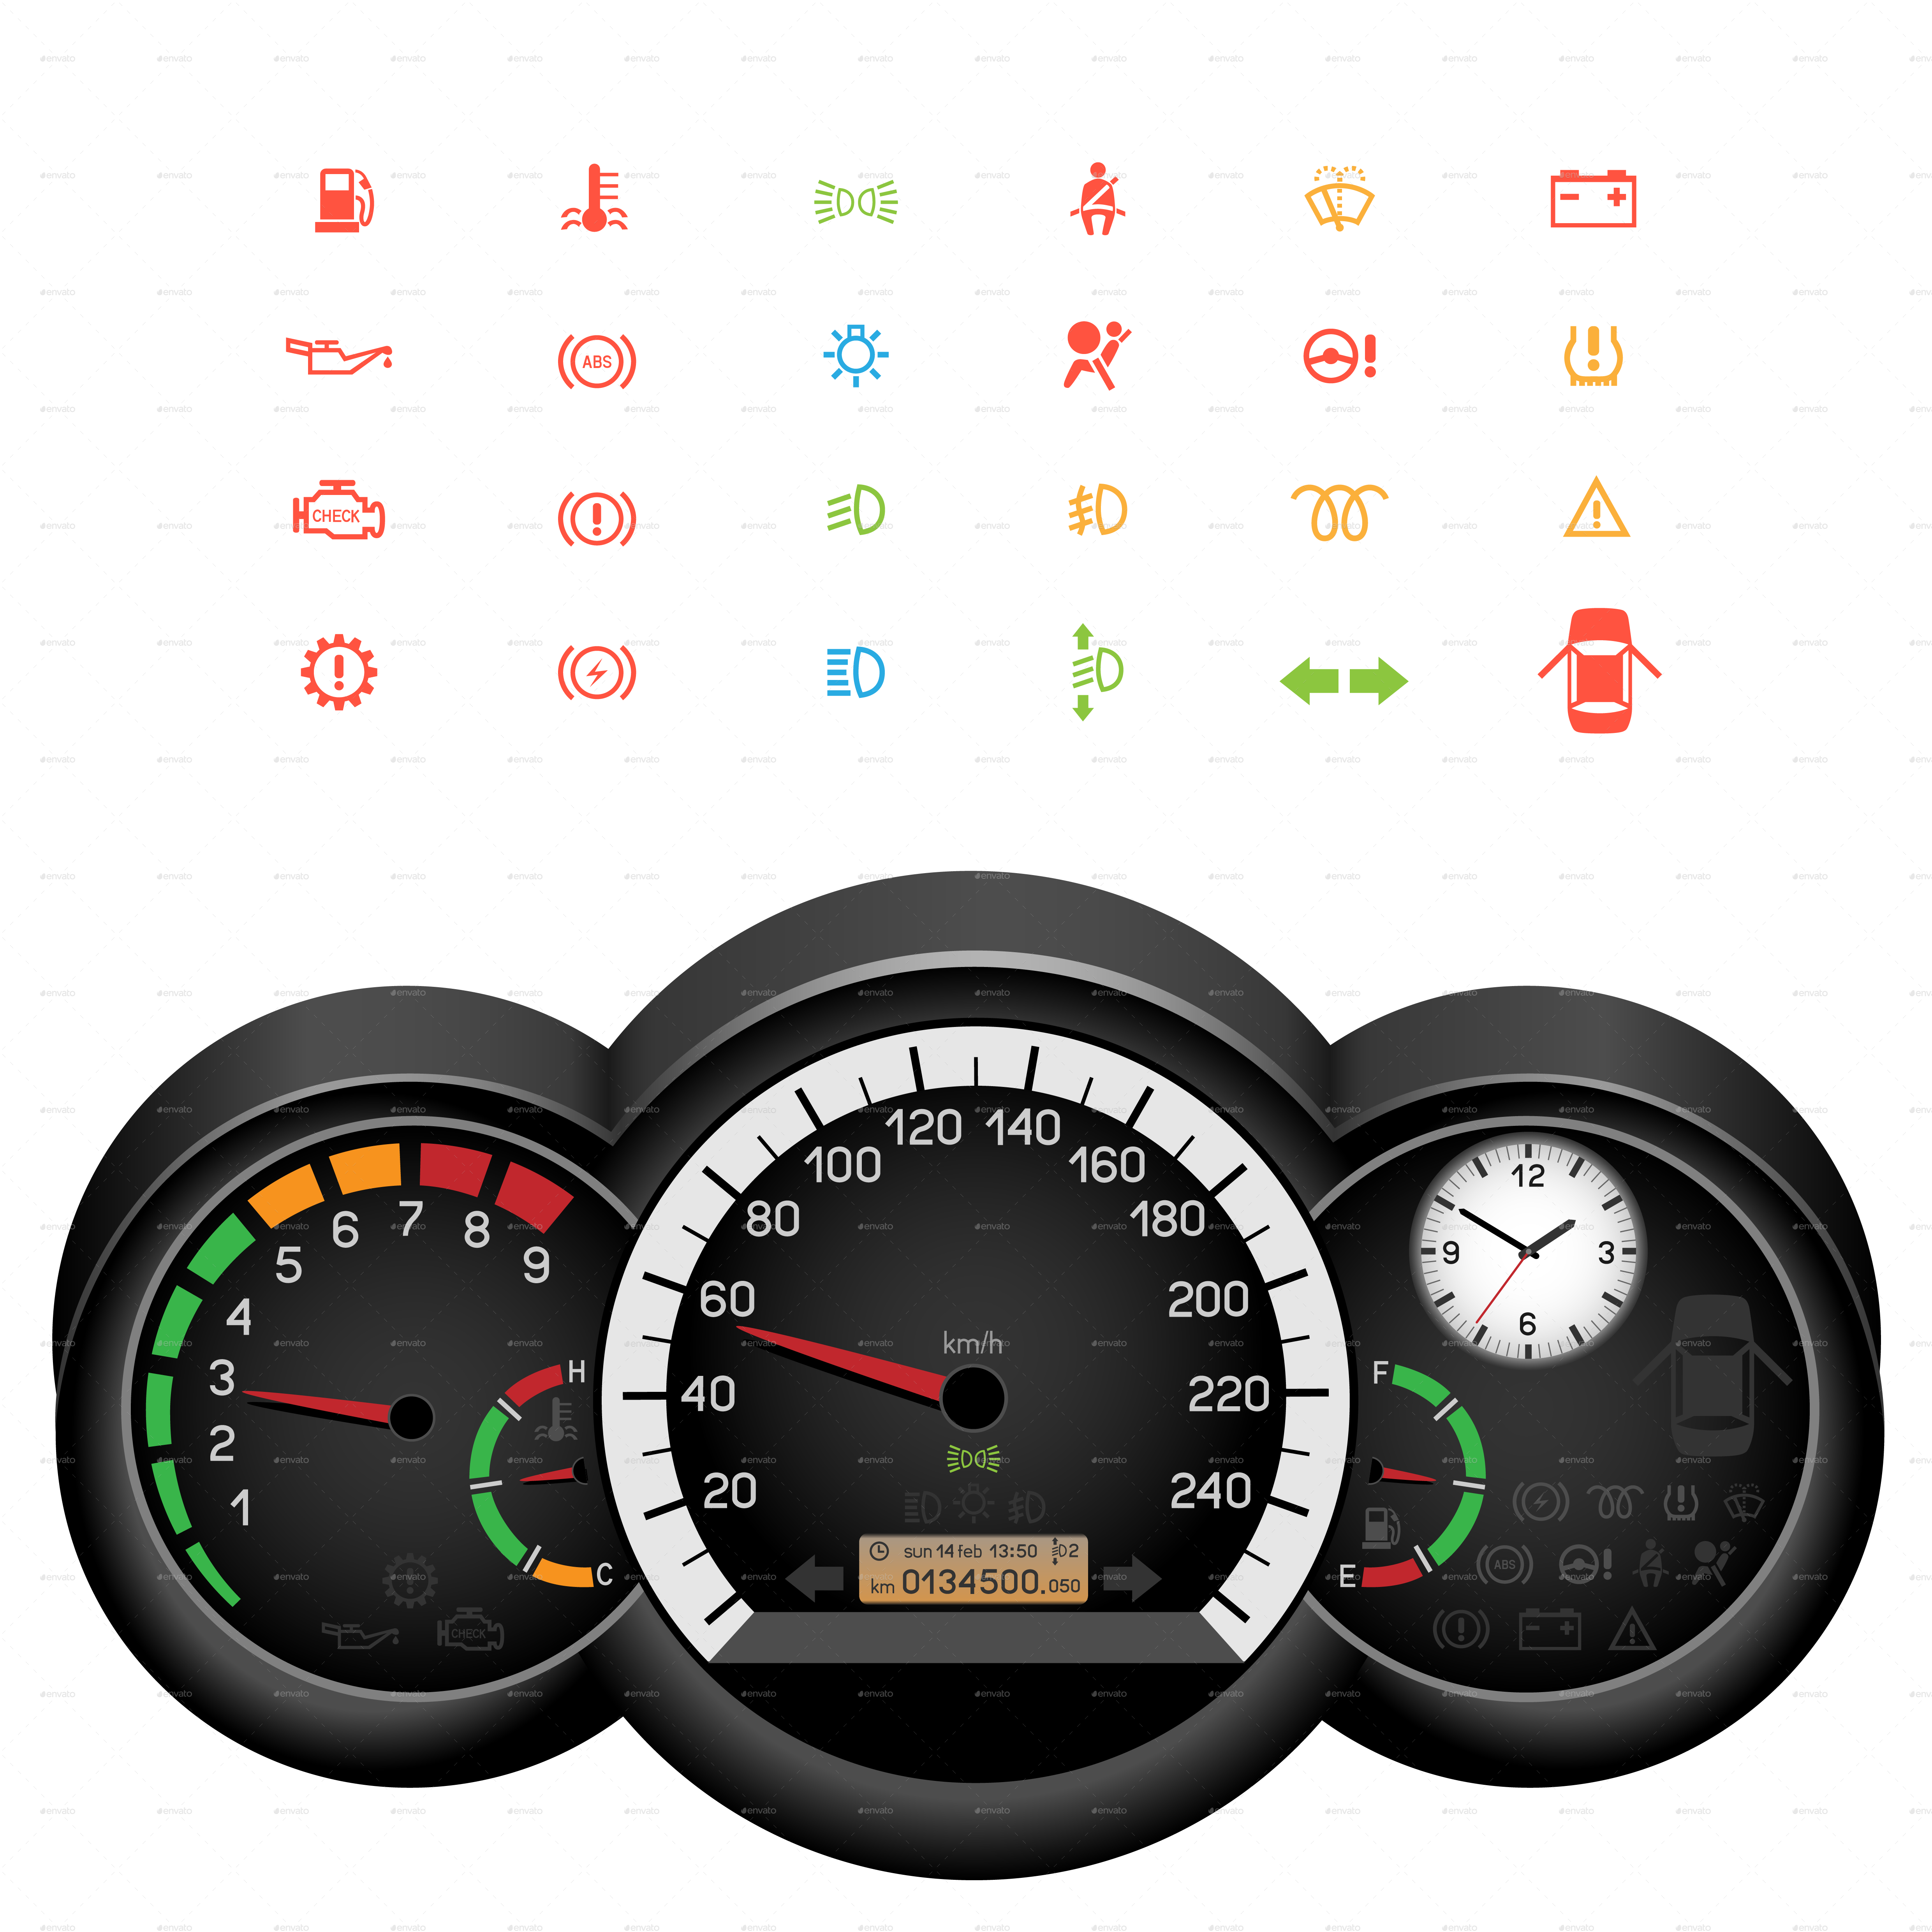 ABS
CHECK
120 140
100 160
80 180
60 200
km/h
40 220
20 240
sun 14 feb 13:50 2
km 0134500.050
7
6 8
5 9
4
3
2
1
H
C
CHECK
12
9 3
6
F
E
ABS
envato